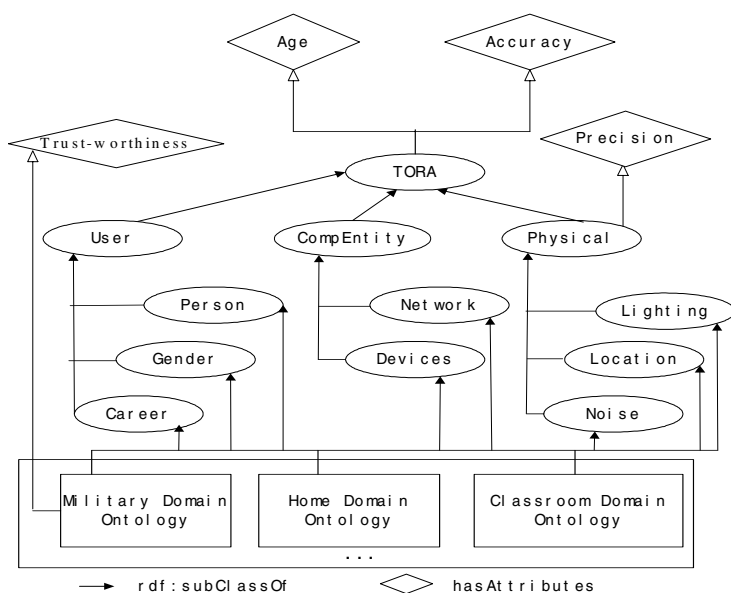 Age
Accuracy
Trust-worthiness
Precision
TORA
User
CompEntity
Physical
Person
Network
Lighting
Gender
Devices
Location
Career
Noise
Military Domain
Ontology
Home Domain
Ontology
Classroom Domain
Ontology
...
rdf:subClassOf
hasAttributes